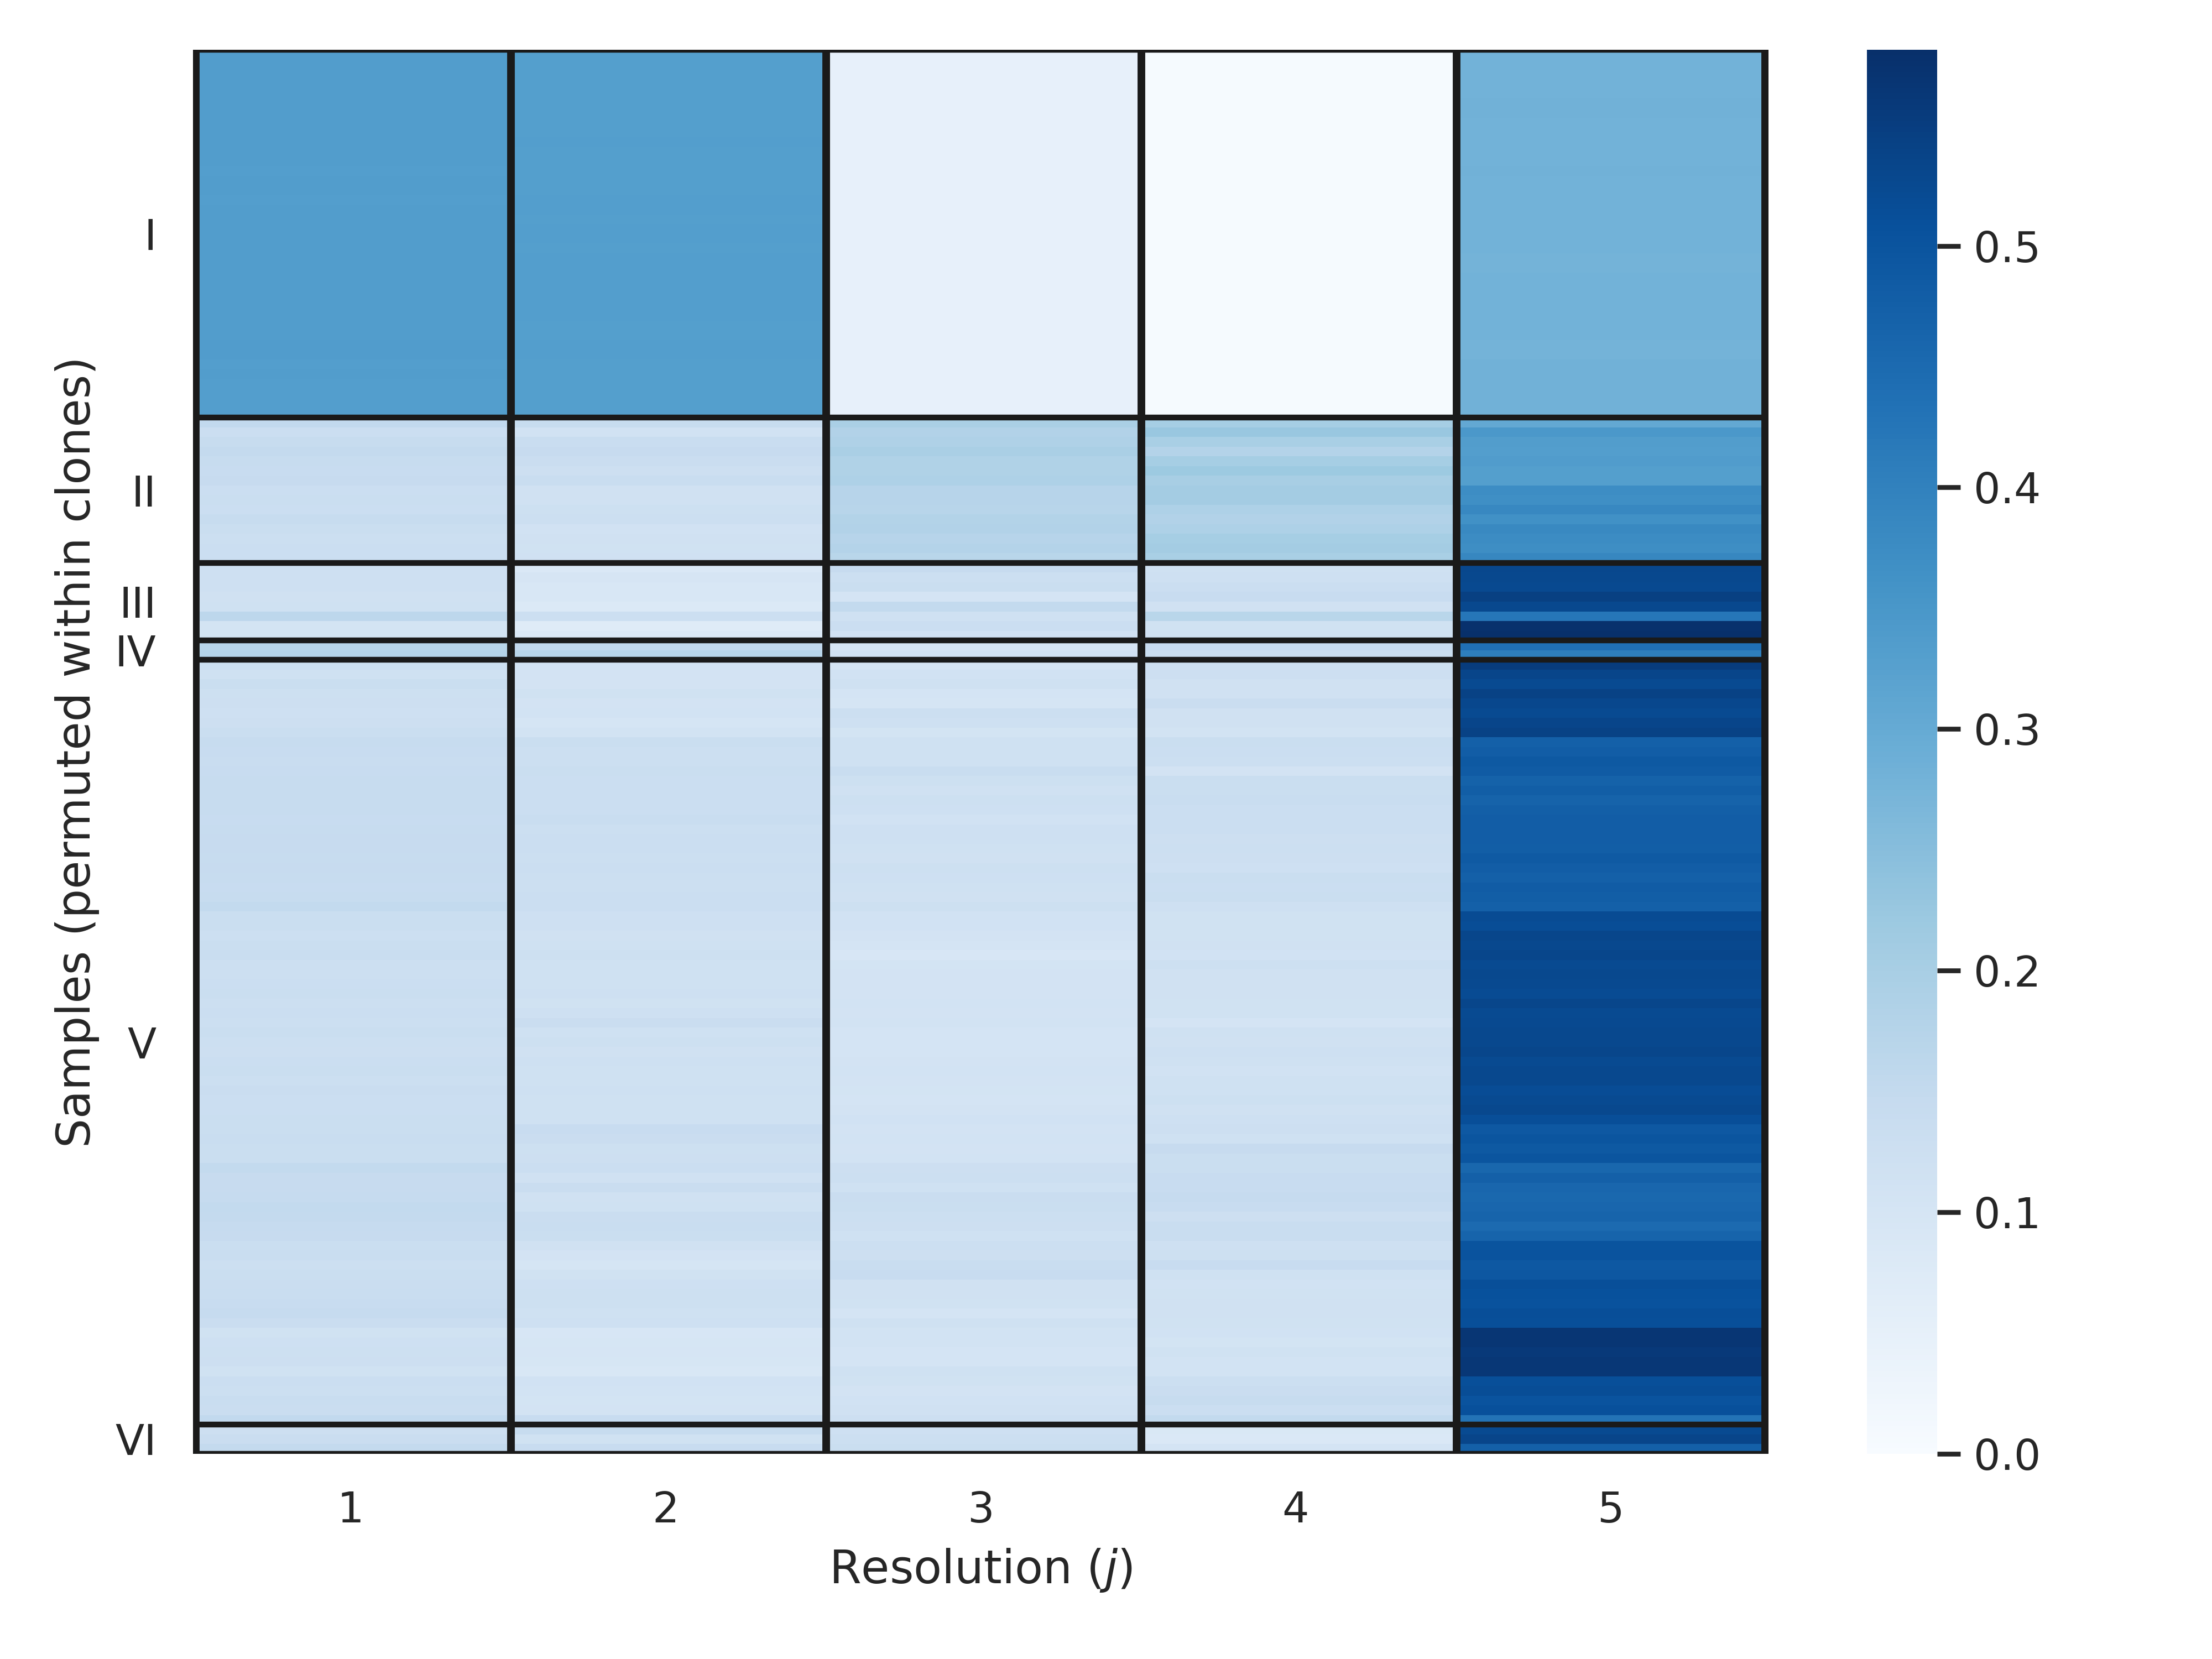 Samples (permuted within clones)
I
II
III
IV
V
VI
1 2 3 4 5
Resolution (j)
0.5
0.4
0.3
0.2
0.1
0.0